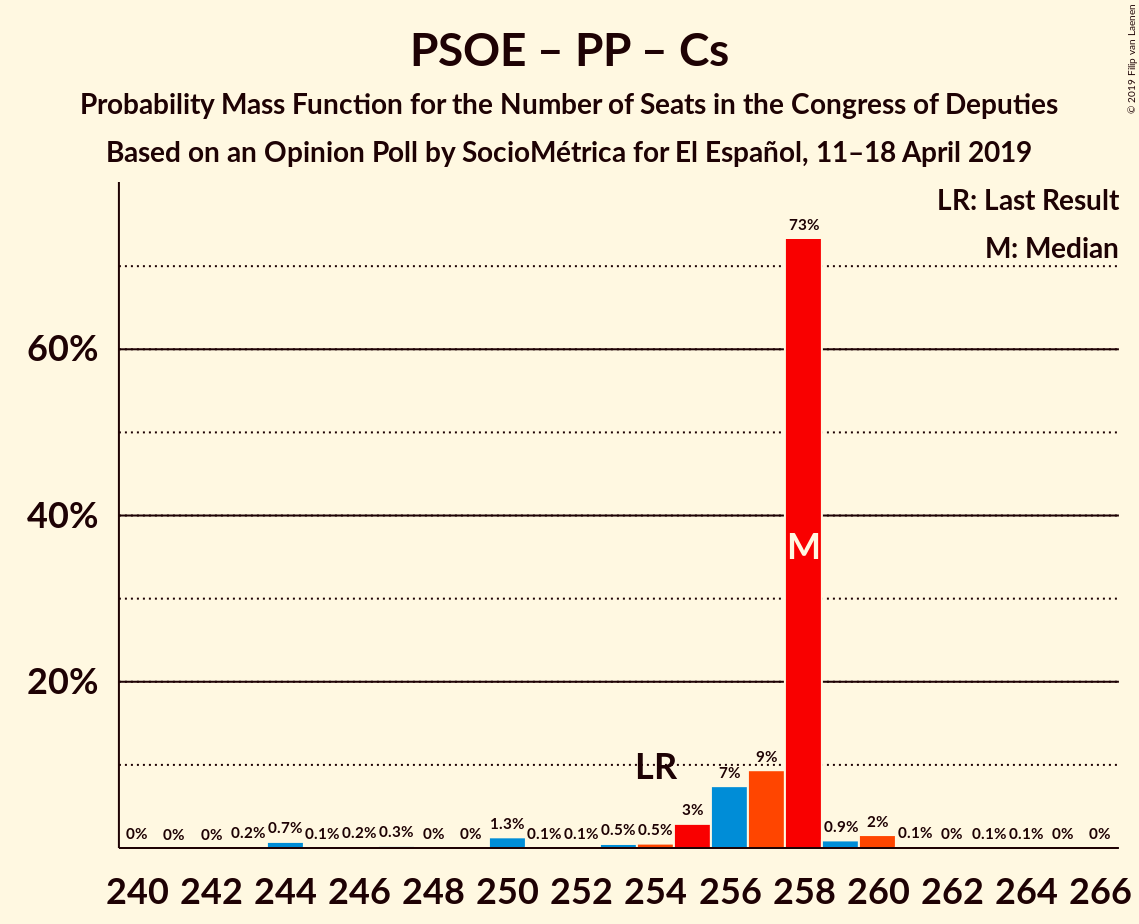 PSOE – PP – Cs
Probability Mass Function for the Number of Seats in the Congress of Deputies
Based on an Opinion Poll by SocioMétrica for El Español, 11–18 April 2019
© 2019 Filip van Laenen
LR: Last Result
M: Median
60%
40%
20%
0% 0% 0% 0.2% 0.7% 0.1% 0.2% 0.3% 0% 0% 1.3% 0.1% 0.1% 0.5% 0.5% 3% 7% 9% 73% 0.9% 2% 0.1% 0% 0.1% 0.1% 0% 0%
LR
M
240 242 244 246 248 250 252 254 256 258 260 262 264 266